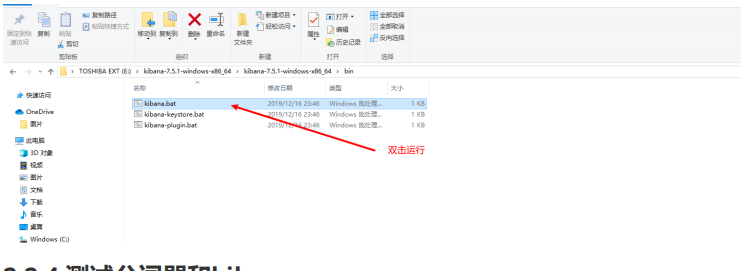 复制路径
粘贴快捷方式
固定到快速访问
复制
粘贴
剪切
移动到
复制到
删除
重命名
新建文件夹
新建项目
轻松访问
属性
打开
编辑
历史记录
全部选择
全部取消
反向选择
剪贴板
组织
新建
打开
选择
TOSHIBA EXT (E:) › kibana-7.5.1-windows-x86_64 › kibana-7.5.1-windows-x86_64 › bin
名称 修改日期 类型 大小
快速访问
kibana.bat 2019/12/16 23:46 Windows 批处理... 1 KB
OneDrive
kibana-keystore.bat 2019/12/16 23:46 Windows 批处理... 1 KB
图片
kibana-plugin.bat 2019/12/16 23:46 Windows 批处理... 1 KB
此电脑
双击运行
3D 对象
视频
图片
文档
下载
音乐
桌面
Windows (C:)